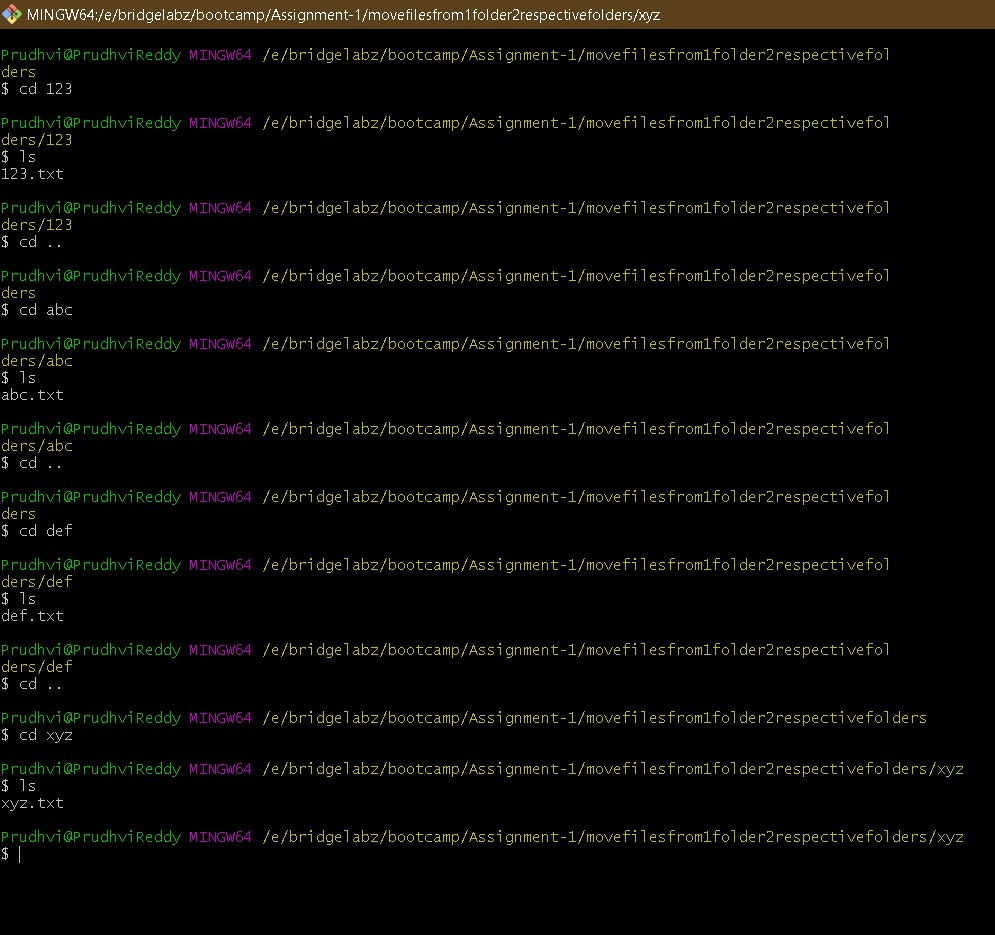 MINGW64:/e/bridgelabz/bootcamp/Assignment-1/movefilesfrom1folder2respectivefolders/xyz
Prudhvi@PrudhviReddy MINGW64 /e/bridgelabz/bootcamp/Assignment-1/movefilesfrom1folder2respectivefol
ders
$ cd 123
Prudhvi@PrudhviReddy MINGW64 /e/bridgelabz/bootcamp/Assignment-1/movefilesfrom1folder2respectivefol
ders/123
$ ls
123.txt
Prudhvi@PrudhviReddy MINGW64 /e/bridgelabz/bootcamp/Assignment-1/movefilesfrom1folder2respectivefol
ders/123
$ cd ..
Prudhvi@PrudhviReddy MINGW64 /e/bridgelabz/bootcamp/Assignment-1/movefilesfrom1folder2respectivefol
ders
$ cd abc
Prudhvi@PrudhviReddy MINGW64 /e/bridgelabz/bootcamp/Assignment-1/movefilesfrom1folder2respectivefol
ders/abc
$ ls
abc.txt
Prudhvi@PrudhviReddy MINGW64 /e/bridgelabz/bootcamp/Assignment-1/movefilesfrom1folder2respectivefol
ders/abc
$ cd ..
Prudhvi@PrudhviReddy MINGW64 /e/bridgelabz/bootcamp/Assignment-1/movefilesfrom1folder2respectivefol
ders
$ cd def
Prudhvi@PrudhviReddy MINGW64 /e/bridgelabz/bootcamp/Assignment-1/movefilesfrom1folder2respectivefol
ders/def
$ ls
def.txt
Prudhvi@PrudhviReddy MINGW64 /e/bridgelabz/bootcamp/Assignment-1/movefilesfrom1folder2respectivefol
ders/def
$ cd ..
Prudhvi@PrudhviReddy MINGW64 /e/bridgelabz/bootcamp/Assignment-1/movefilesfrom1folder2respectivefolders
$ cd xyz
Prudhvi@PrudhviReddy MINGW64 /e/bridgelabz/bootcamp/Assignment-1/movefilesfrom1folder2respectivefolders/xyz
$ ls
xyz.txt
Prudhvi@PrudhviReddy MINGW64 /e/bridgelabz/bootcamp/Assignment-1/movefilesfrom1folder2respectivefolders/xyz
$